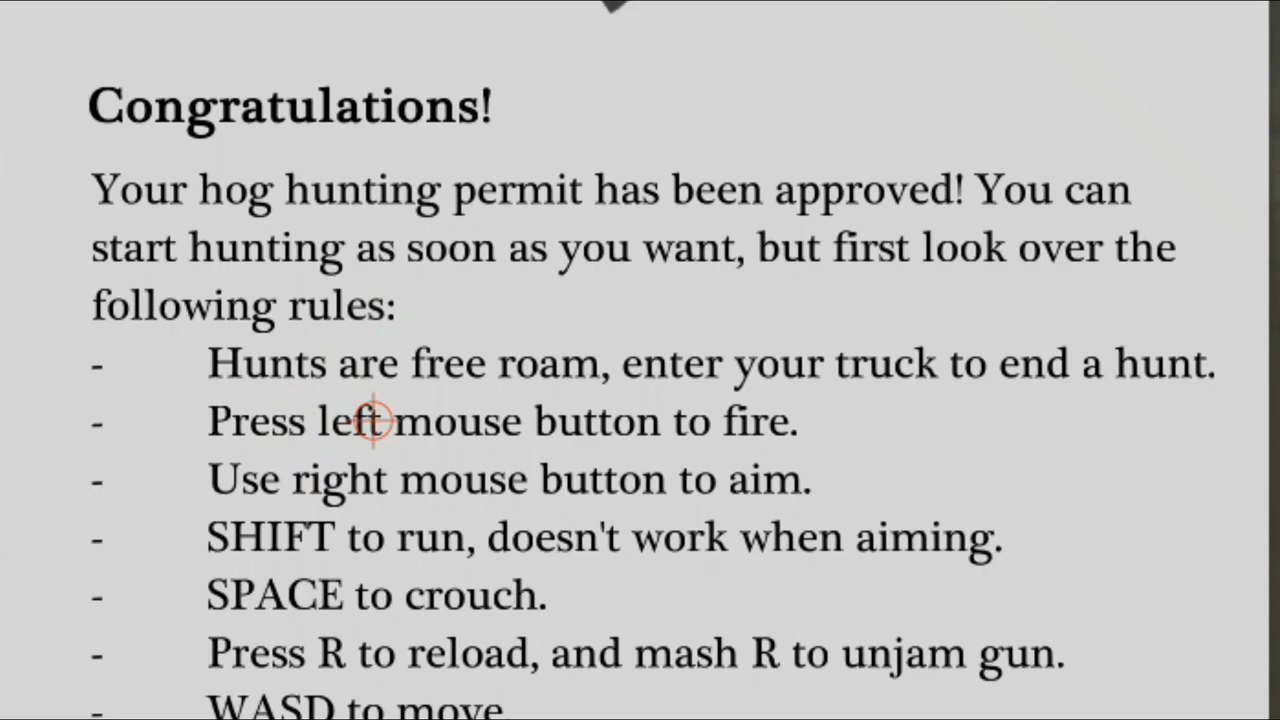 Congratulations!
Your hog hunting permit has been approved! You can
start hunting as soon as you want, but first look over the
following rules:
- Hunts are free roam, enter your truck to end a hunt.
- Press left mouse button to fire.
- Use right mouse button to aim.
- SHIFT to run, doesn't work when aiming.
- SPACE to crouch.
- Press R to reload, and mash R to unjam gun.
- WASD to move